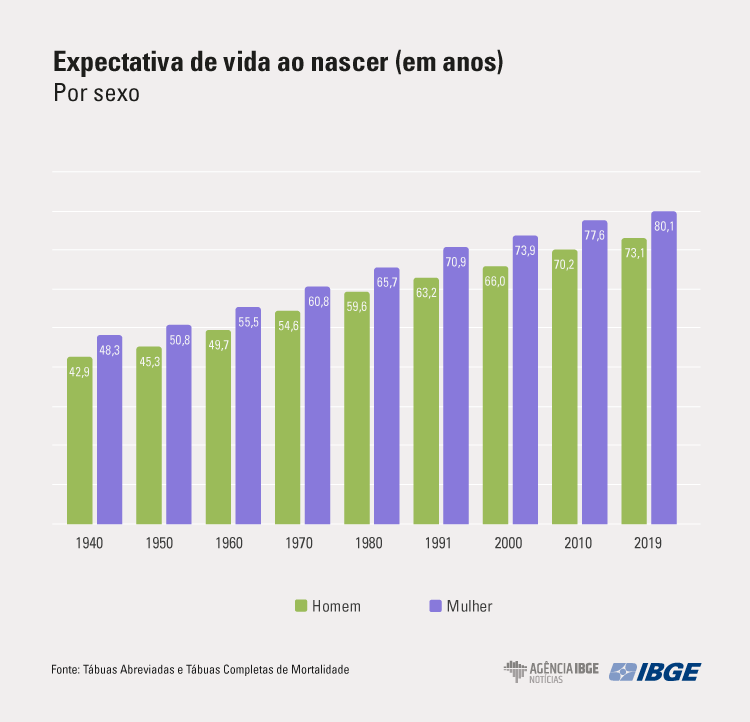 Expectativa de vida ao nascer (em anos)
Por sexo
42,9 48,3 45,3 50,8 49,7 55,5 54,6 60,8 59,6 65,7 63,2 70,9 66,0 73,9 70,2 77,6 73,1 80,1
1940 1950 1960 1970 1980 1991 2000 2010 2019
Homem Mulher
Fonte: Tábuas Abreviadas e Tábuas Completas de Mortalidade
AGÊNCIA IBGE
NOTÍCIAS
IBGE